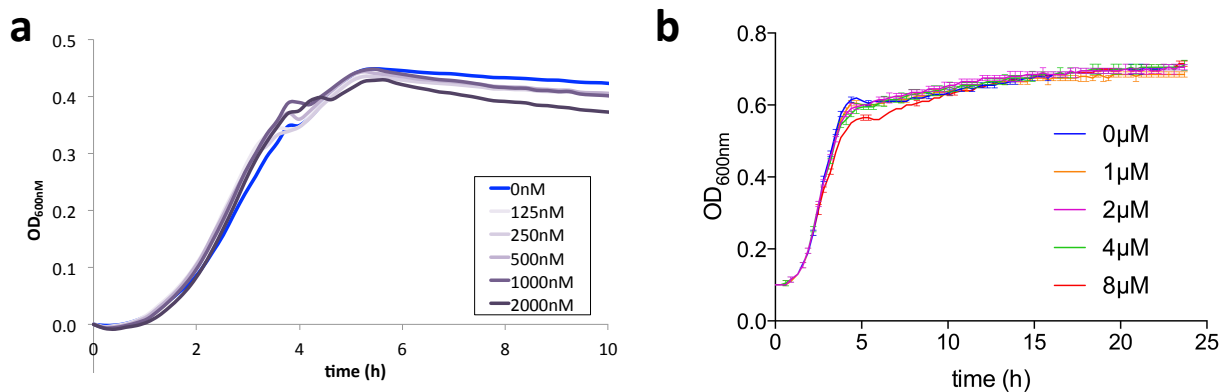 a
0.5
0.4
0.3
0.2
0.1
0.0
OD600nM
0 2 4 6 8 10
time (h)
0nM
125nM
250nM
500nM
1000nM
2000nM
b
0.8
0.6
0.4
0.2
0.0
OD600nm
0 5 10 15 20 25
time (h)
0µM
1µM
2µM
4µM
8µM